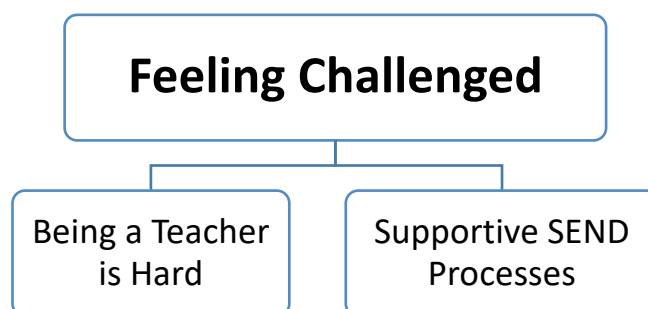 Feeling Challenged
Being a Teacher
is Hard
Supportive SEND
Processes